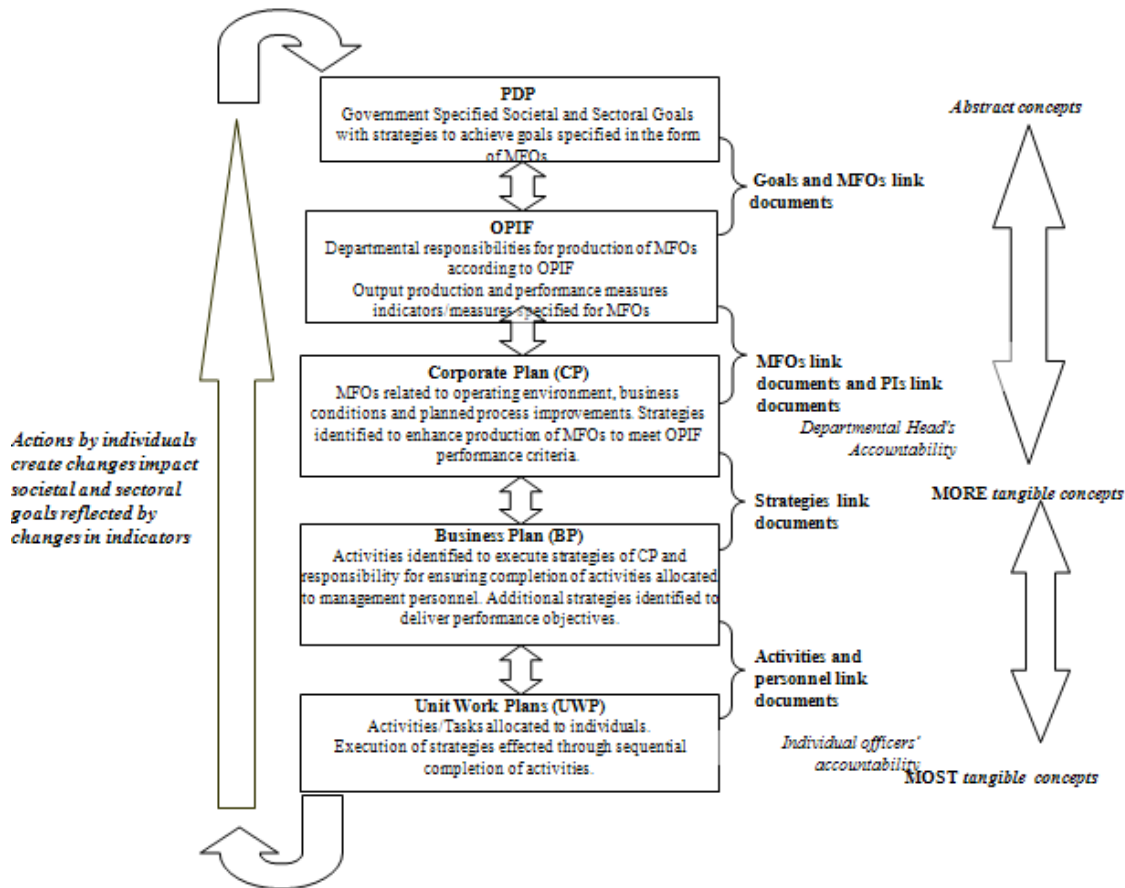 PDP
Government Specified Societal and Sectoral Goals
with strategies to achieve goals specified in the form
of MFOs
Abstract concepts
Goals and MFOs link
documents
OPIF
Departmental responsibilities for production of MFOs
according to OPIF
Output production and performance measures
indicators/measures specified for MFOs
MFOs link
documents and PIs link
documents
Departmental Head's
Accountability
Corporate Plan (CP)
MFOs related to operating environment, business
conditions and planned process improvements. Strategies
identified to enhance production of MFOs to meet OPIF
performance criteria.
Actions by individuals
create changes impact
societal and sectoral
goals reflected by
changes in indicators
Strategies link
documents
MORE tangible concepts
Business Plan (BP)
Activities identified to execute strategies of CP and
responsibility for ensuring completion of activities allocated
to management personnel. Additional strategies identified to
deliver performance objectives.
Activities and
personnel link
documents
Unit Work Plans (UWP)
Activities/Tasks allocated to individuals.
Execution of strategies effected through sequential
completion of activities.
Individual officers'
accountability
MOST tangible concepts